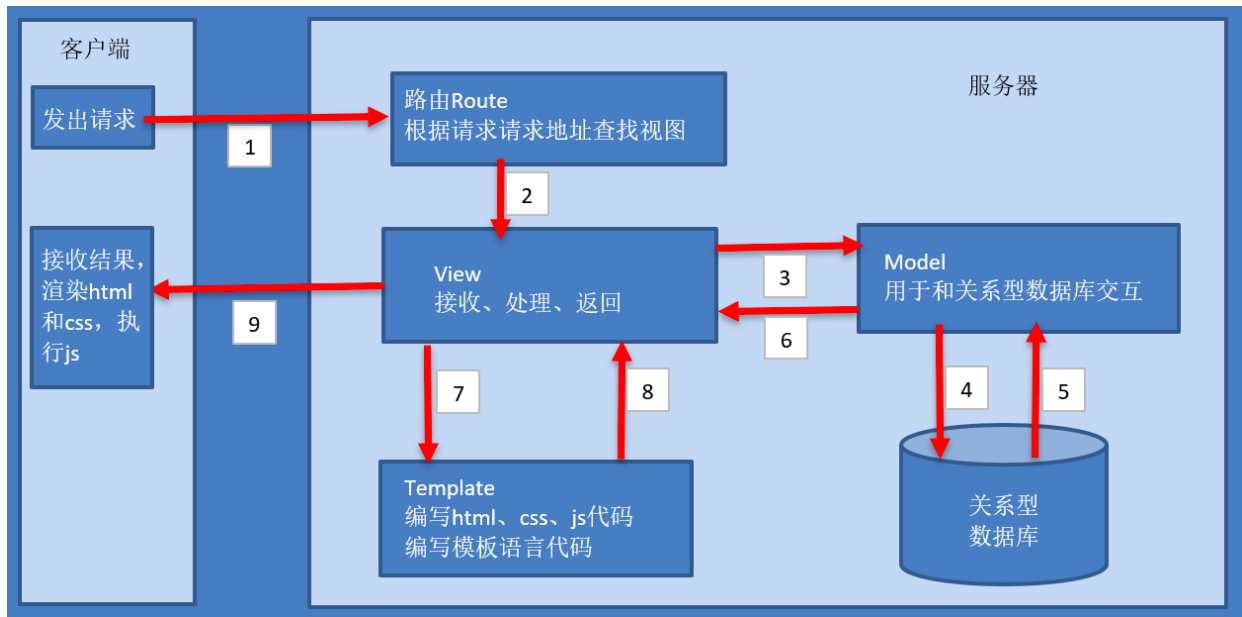 客户端
发出请求
1
路由Route
根据请求请求地址查找视图
服务器
2
接收结果，
渲染html
和css，执
行js
9
View
接收、处理、返回
3
6
Model
用于和关系型数据库交互
7
8
4
5
Template
编写html、css、js代码
编写模板语言代码
关系型
数据库